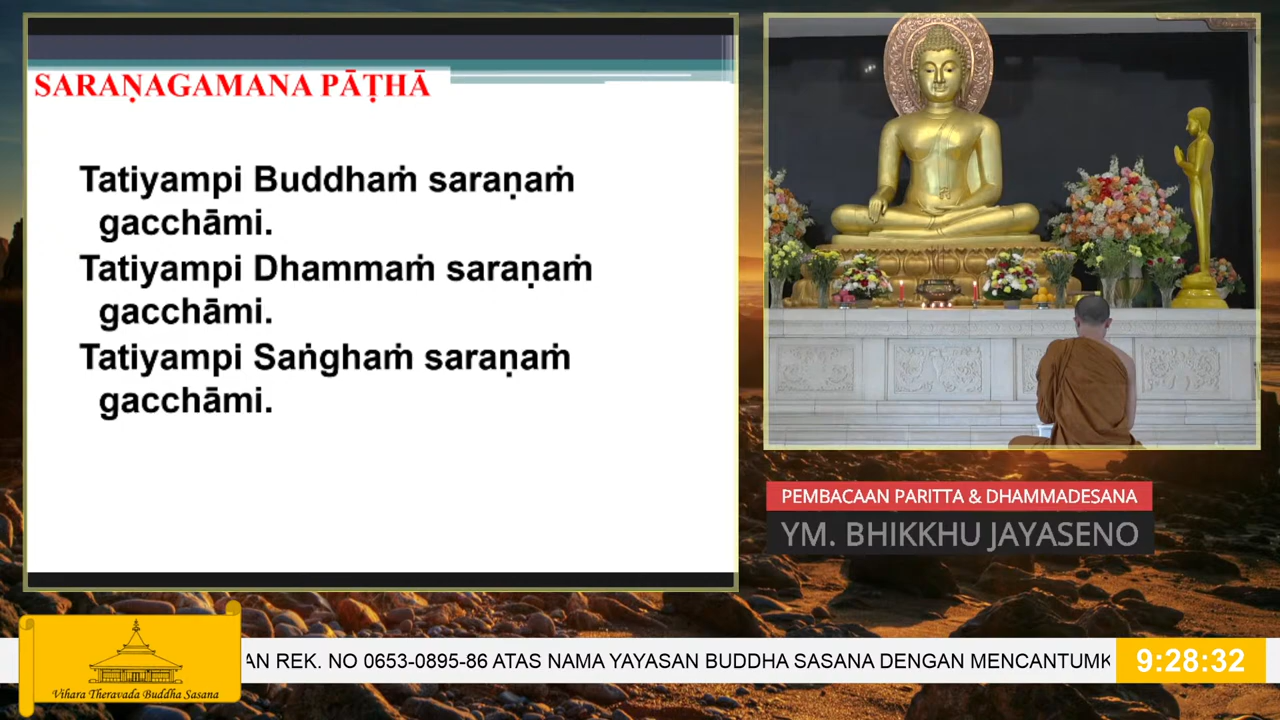 SARAṆAGAMANA PĀṬHĀ
Tatiyampi Buddhaṁ saraṇaṁ
gacchāmi.
Tatiyampi Dhammaṁ saraṇaṁ
gacchāmi.
Tatiyampi Saṅghaṁ saraṇaṁ
gacchāmi.
PEMBACAAN PARITTA & DHAMMADESANA
YM. BHIKKHU JAYASENO
Vihara Theravada Buddha Sasana
AN REK. NO 0653-0895-86 ATAS NAMA YAYASAN BUDDHA SASANA DENGAN MENCANTUMK
9:28:32